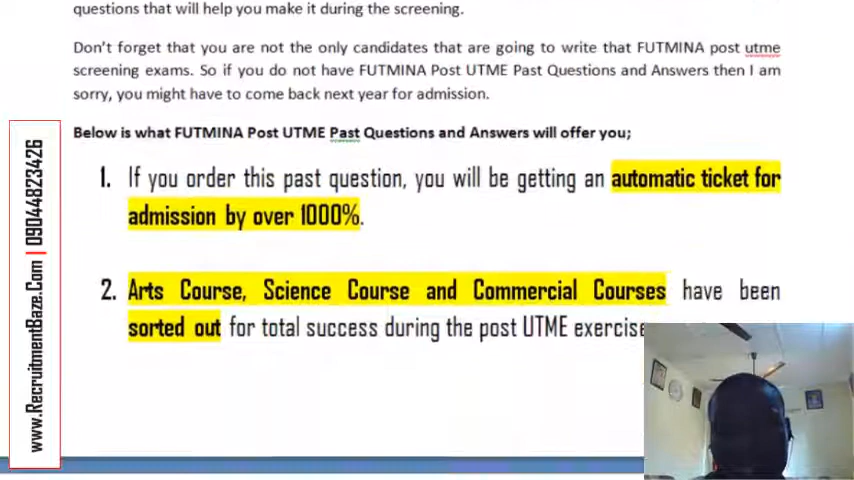 questions that will help you make it during the screening.
Don't forget that you are not the only candidates that are going to write that FUTMINA post utme
screening exams. So if you do not have FUTMINA Post UTME Past Questions and Answers then I am
sorry, you might have to come back next year for admission.
Below is what FUTMINA Post UTME Past Questions and Answers will offer you;
1. If you order this past question, you will be getting an automatic ticket for
admission by over 1000%.
2. Arts Course, Science Course and Commercial Courses have been
sorted out for total success during the post UTME exercise
www.RecruitmentBaze.Com | 09044823426